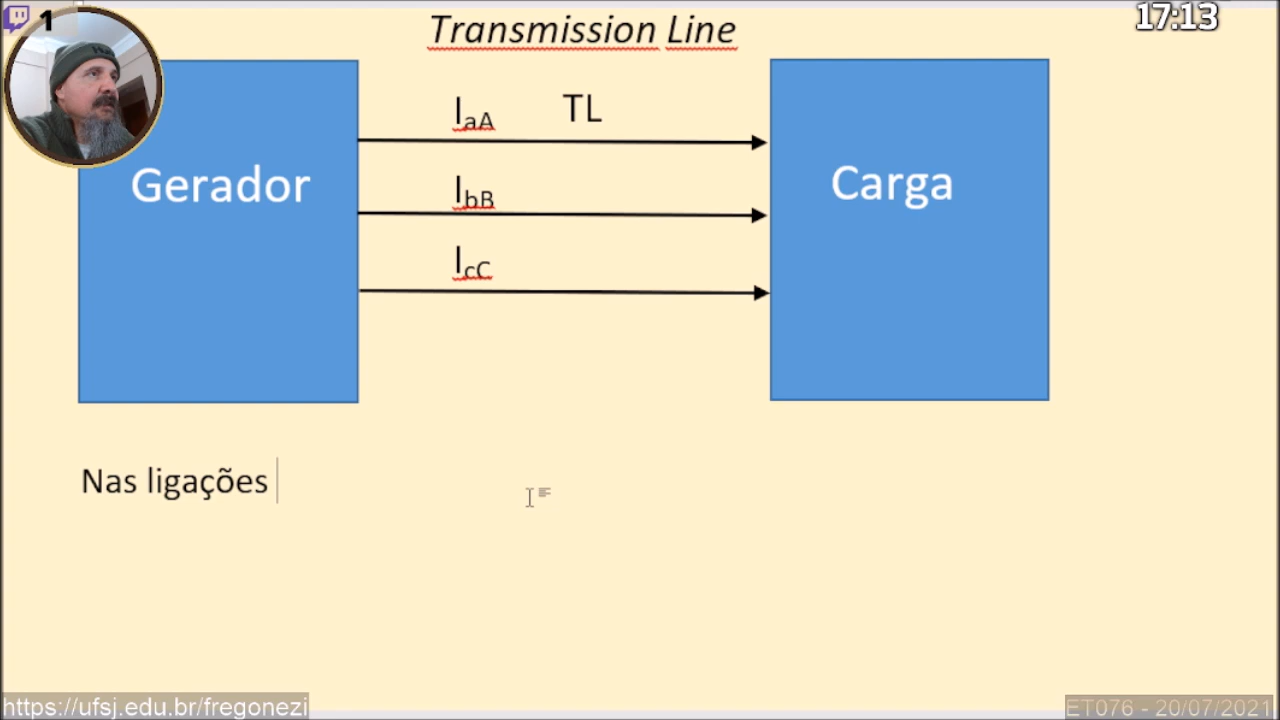 1
17:13
Transmission Line
IaA
TL
IbB
IcC
Gerador
Carga
Nas ligações
https://ufsj.edu.br/fregonezi
ET076 - 20/07/2021